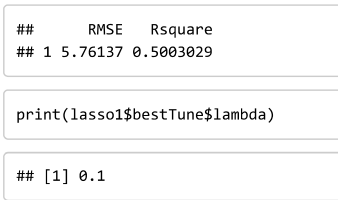 ##      RMSE   Rsquare
## 1 5.76137 0.5003029
print(lasso1$bestTune$lambda)
## [1] 0.1